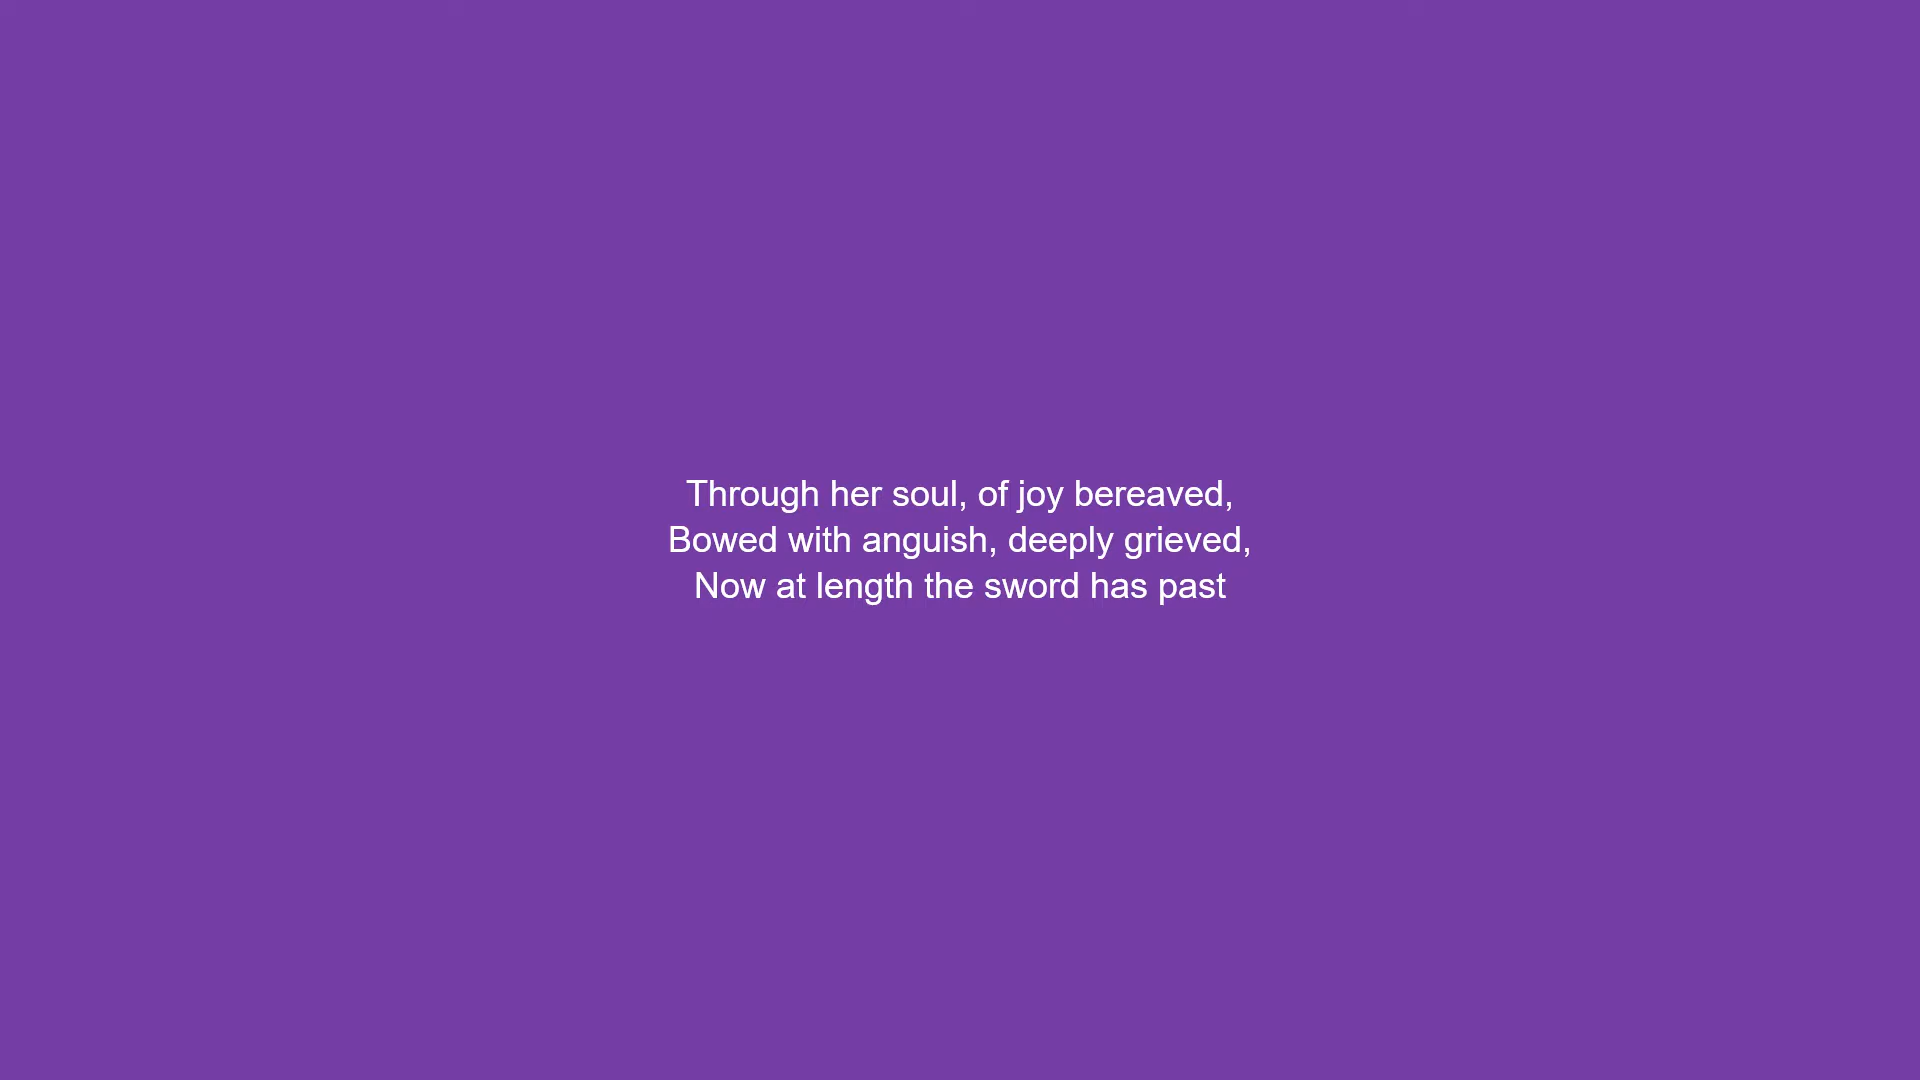 Through her soul, of joy bereaved,
Bowed with anguish, deeply grieved,
Now at length the sword has past